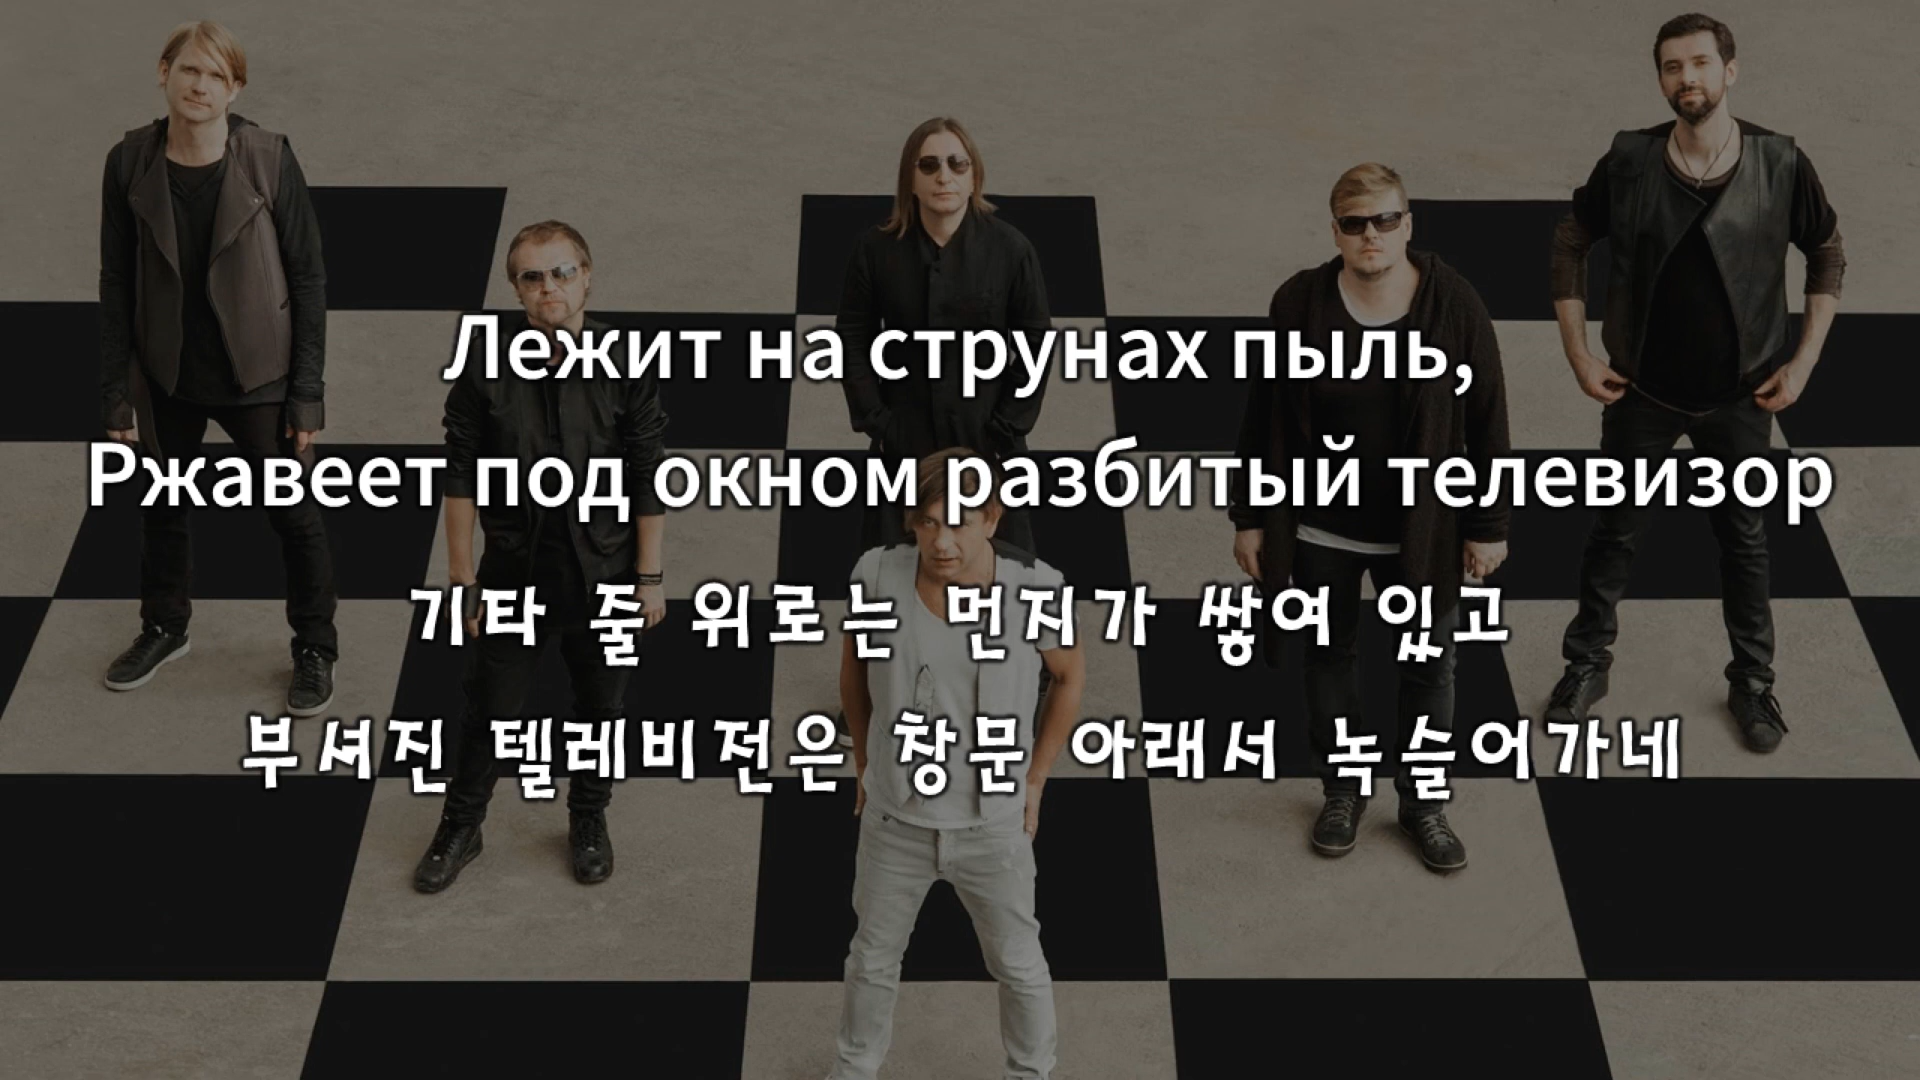 Лежит на струнах пыль,
Ржавеет под окном разбитый телевизор
기타 줄 위로는 먼지가 쌓여 있고
부셔진 텔레비전은 창문 아래서 녹슬어가네